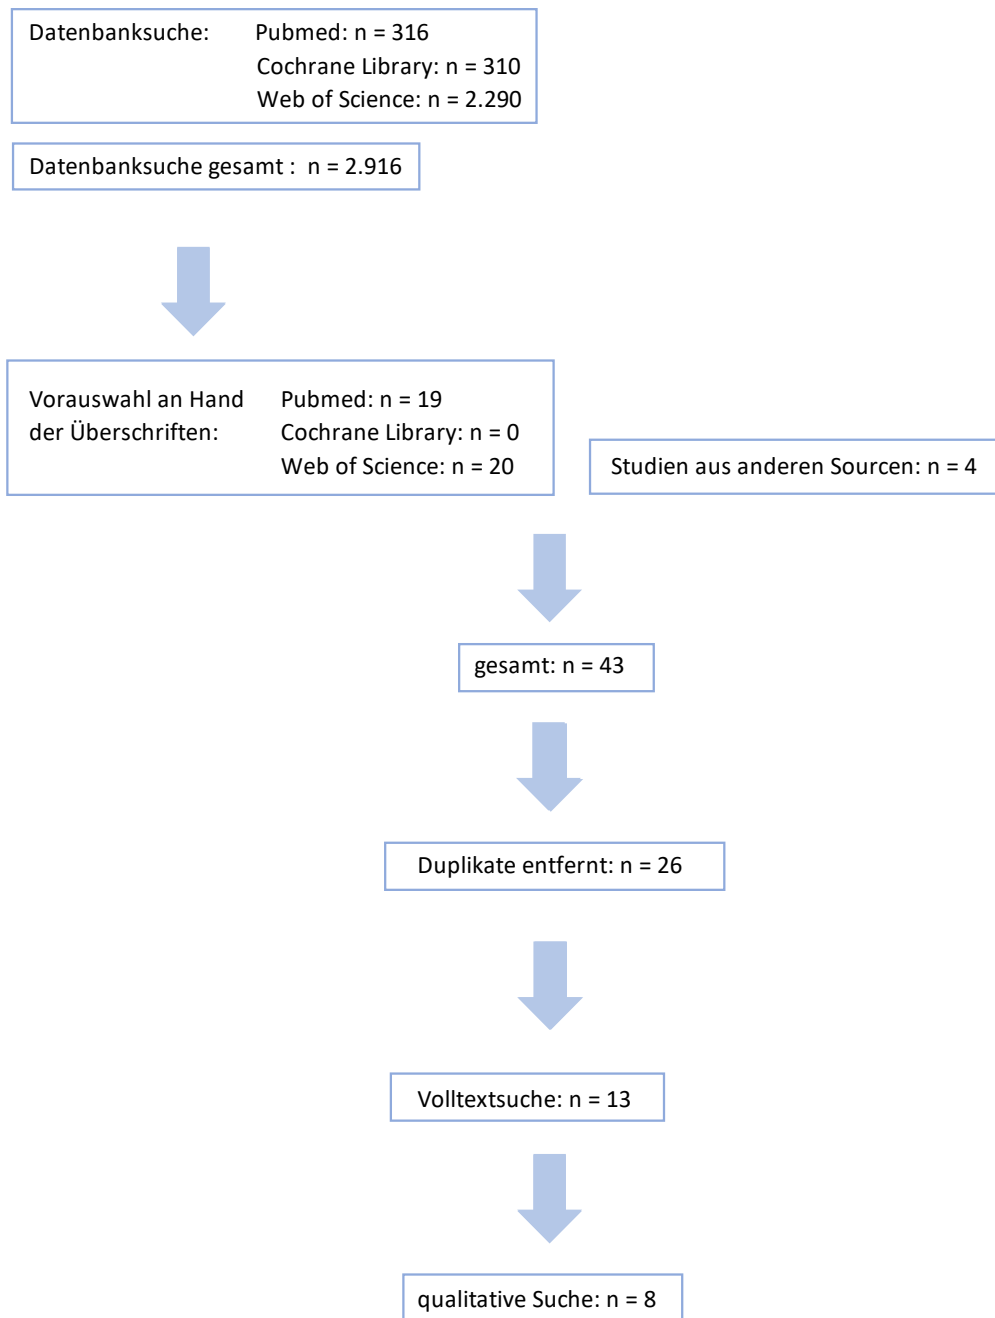 Datenbanksuche: Pubmed: n = 316
Cochrane Library: n = 310
Web of Science: n = 2.290
Datenbanksuche gesamt : n = 2.916
Vorauswahl an Hand Pubmed: n = 19
der Überschriften: Cochrane Library: n = 0
Web of Science: n = 20
Studien aus anderen Sourcen: n = 4
gesamt: n = 43
Duplikate entfernt: n = 26
Volltextsuche: n = 13
qualitative Suche: n = 8